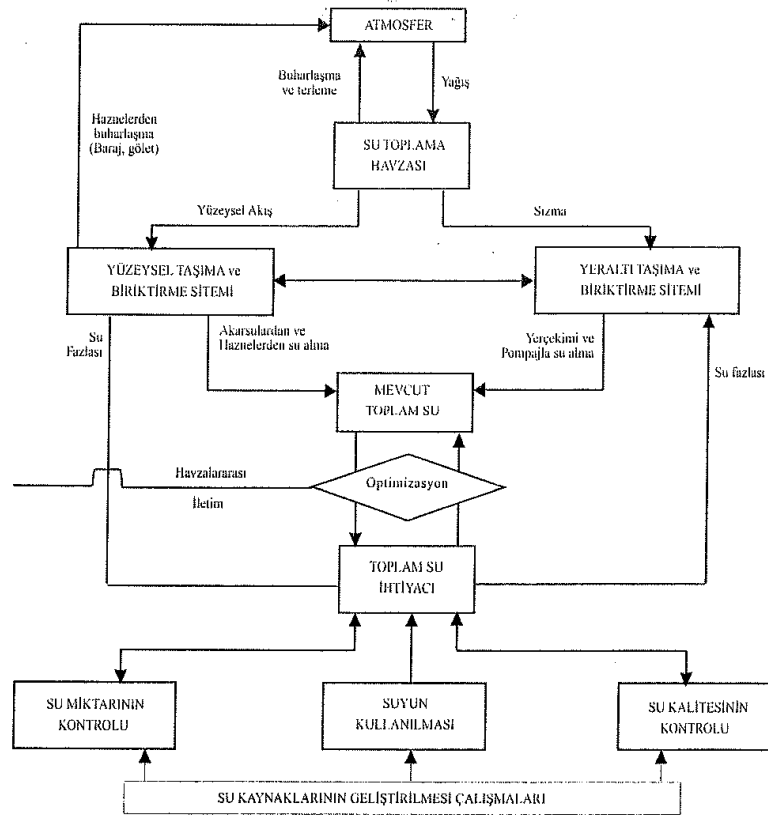 ATMOSFER
Buharlaşma
ve terleme
Yağış
Haznelerden
buharlaşma
(Baraj, gölet)
SU TOPLAMA
HAVZASI
Yüzeysel Akış
Sızma
YÜZEYSEL TAŞIMA ve
BİRİKTİRME SİTEMİ
YERALTI TAŞIMA ve
BİRİKTİRME SİTEMİ
Su
Fazlası
Akarsulardan ve
Haznelerden su alma
Yerçekimi ve
Pompajla su alma
Su fazlası
MEVCUT
TOPLAM SU
Havzalararası
İletim
Optimizasyon
TOPLAM SU
İHTİYACI
SU MİKTARININ
KONTROLU
SUYUN
KULLANILMASI
SU KALİTESİNİN
KONTROLU
SU KAYNAKLARININ GELİŞTİRİLMESİ ÇALIŞMALARI